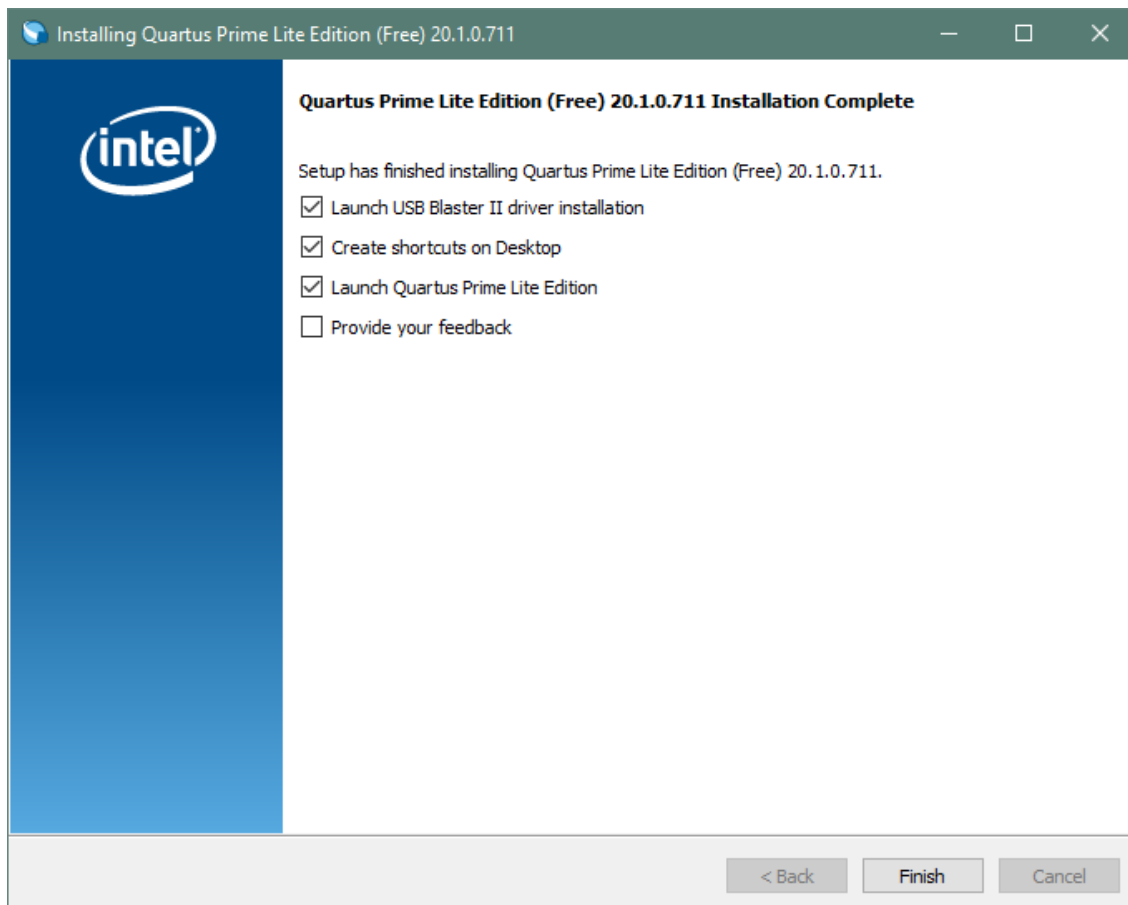 Installing Quartus Prime Lite Edition (Free) 20.1.0.711
intel
Quartus Prime Lite Edition (Free) 20.1.0.711 Installation Complete
Setup has finished installing Quartus Prime Lite Edition (Free) 20.1.0.711.
Launch USB Blaster II driver installation
Create shortcuts on Desktop
Launch Quartus Prime Lite Edition
Provide your feedback
< Back Finish Cancel